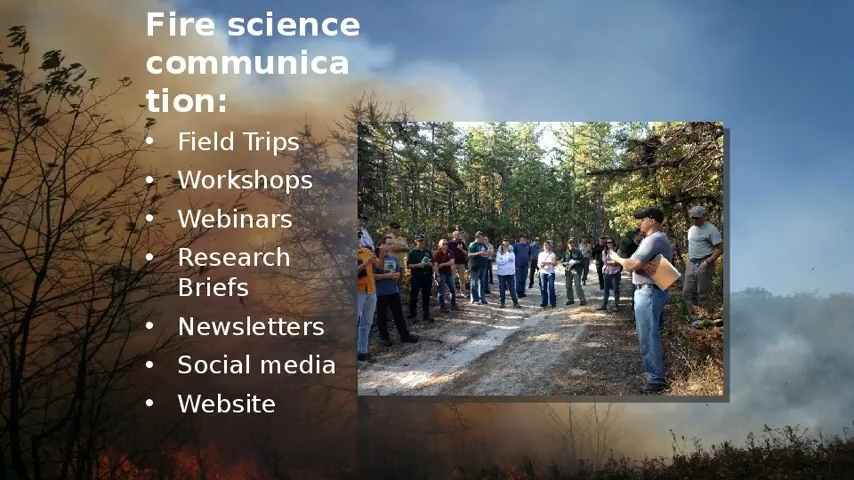 Fire science
communica
tion:
• Field Trips
• Workshops
• Webinars
• Research
Briefs
• Newsletters
• Social media
• Website